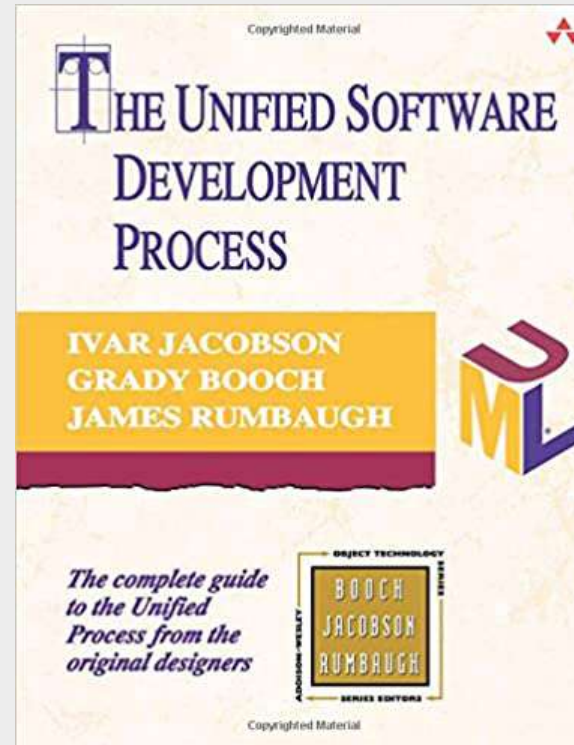 Copyrighted Material
THE UNIFIED SOFTWARE
DEVELOPMENT
PROCESS
IVAR JACOBSON
GRADY BOOCH
JAMES RUMBAUGH
UML
The complete guide
to the Unified
Process from the
original designers
OBJECT TECHNOLOGY
SERIES
BOOCH
JACOBSON
RUMBAUGH
ADDISON-WESLEY
SERIES EDITORS
Copyrighted Material